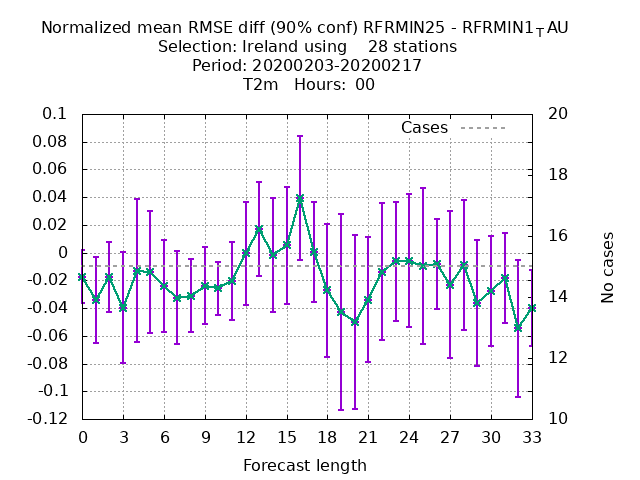 Normalized mean RMSE diff (90% conf) RFRMIN25 - RFRMIN1_TAU
Selection: Ireland using    28 stations
Period: 20200203-20200217
T2m   Hours:  00
Cases
0.1
0.08
0.06
0.04
0.02
0
-0.02
-0.04
-0.06
-0.08
-0.1
-0.12
20
18
16
14
12
10
No cases
0 3 6 9 12 15 18 21 24 27 30 33
Forecast length